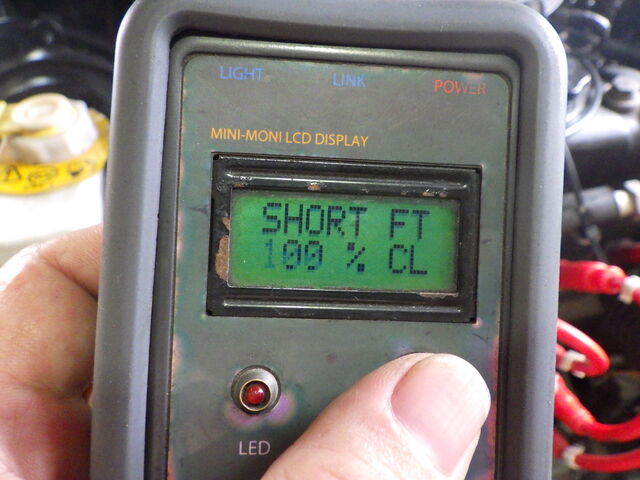 LIGHT LINK POWER
MINI-MONI LCD DISPLAY
SHORT FT
100 % CL
LED